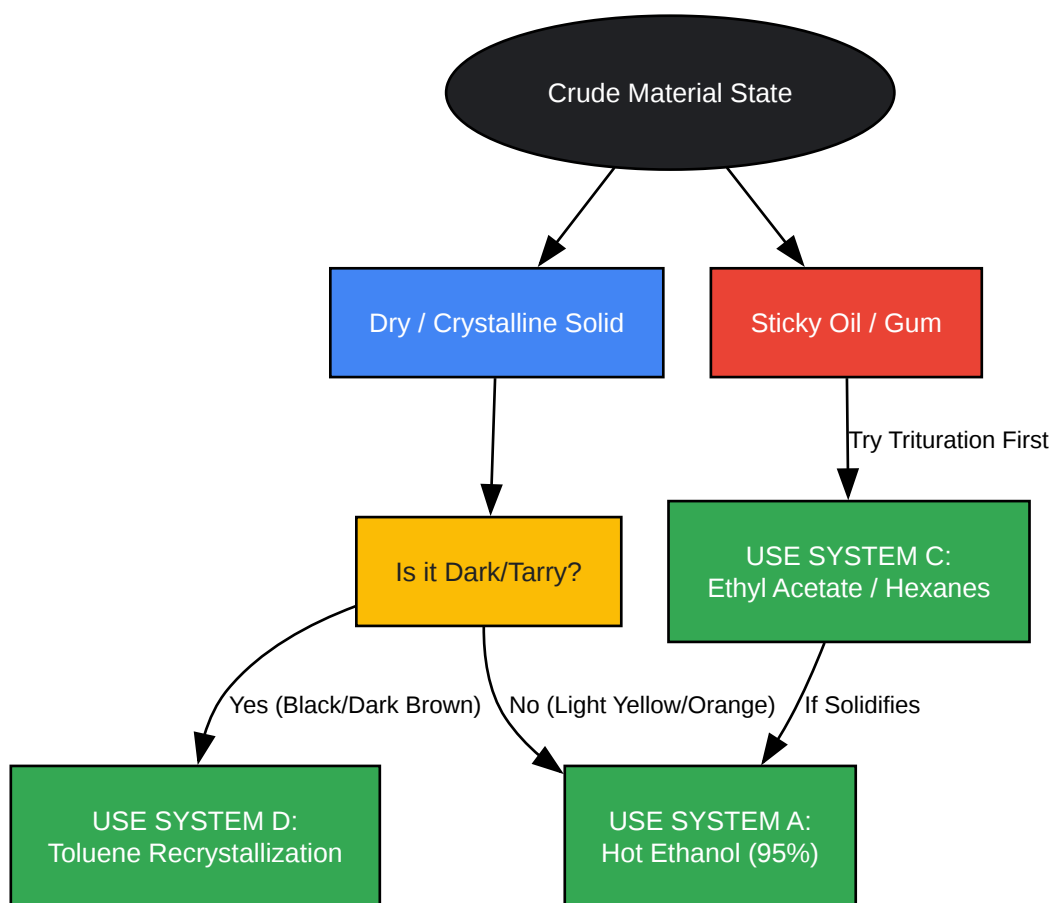 Crude Material State
Dry / Crystalline Solid
Sticky Oil / Gum
Try Trituration First
Is it Dark/Tarry?
USE SYSTEM C:
Ethyl Acetate / Hexanes
Yes (Black/Dark Brown)
No (Light Yellow/Orange)
If Solidifies
USE SYSTEM D:
Toluene Recrystallization
USE SYSTEM A:
Hot Ethanol (95%)